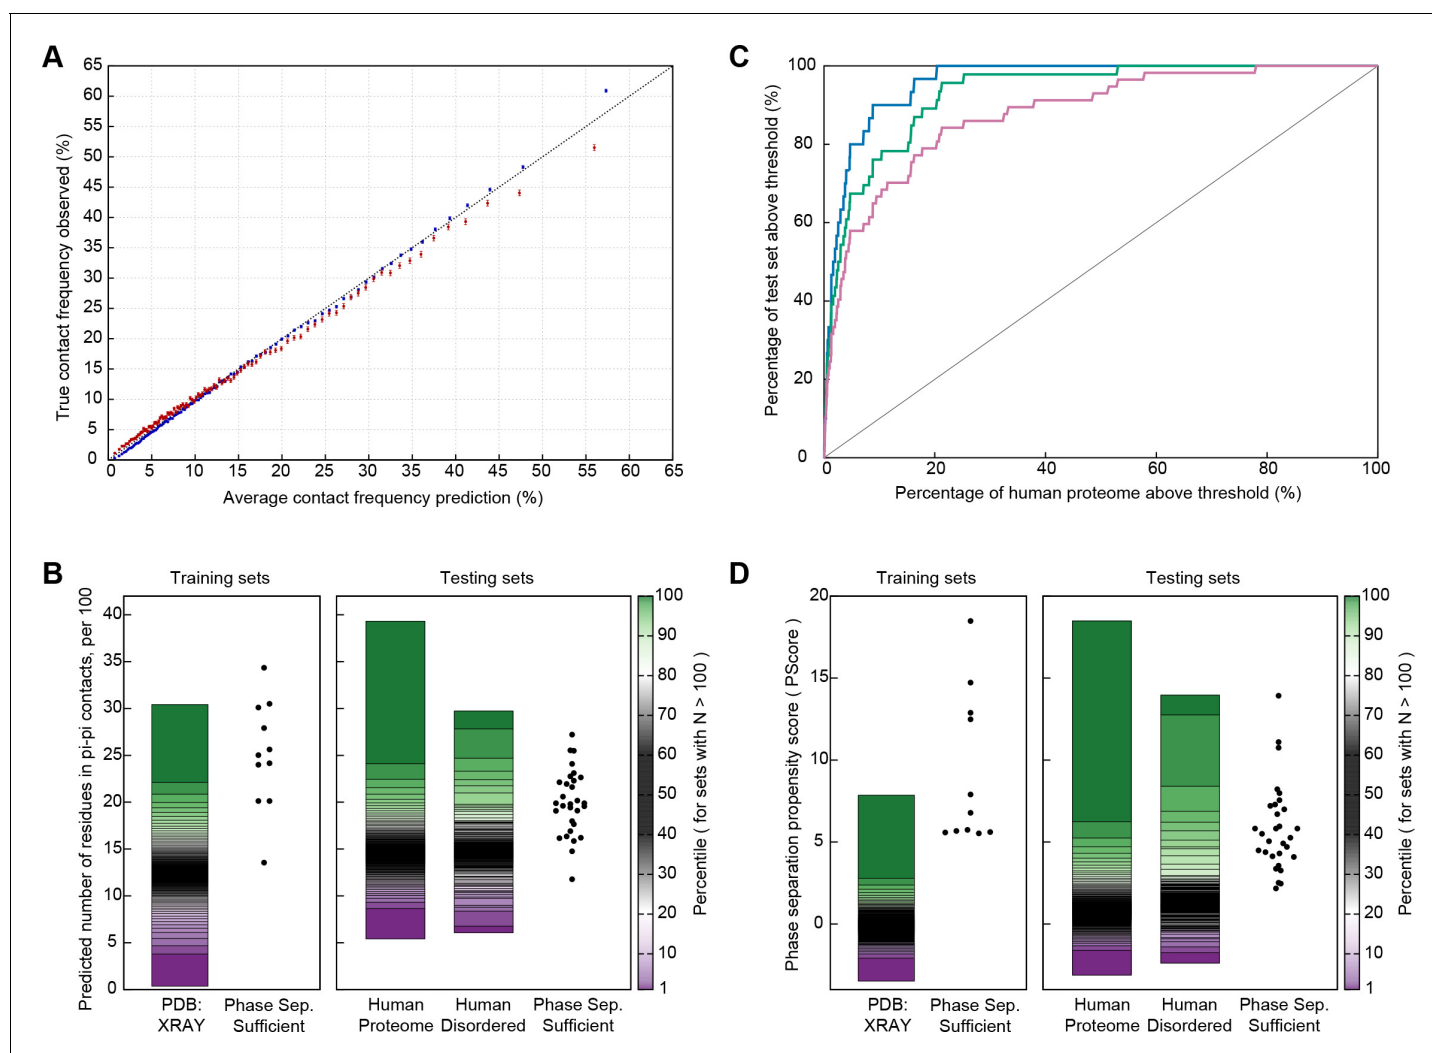 A
65
60
55
50
45
40
35
30
25
20
15
10
5
0
0 5 10 15 20 25 30 35 40 45 50 55 60 65
True contact frequency observed (%)
Average contact frequency prediction (%)
C
100
80
60
40
20
0
0 20 40 60 80 100
Percentage of test set above threshold (%)
Percentage of human proteome above threshold (%)
B
Training sets
Testing sets
Predicted number of residues in pi-pi contacts, per 100
40
35
30
25
20
15
10
5
0
PDB:
XRAY
Phase Sep.
Sufficient
Human
Proteome
Human
Disordered
Phase Sep.
Sufficient
100
90
80
70
60
50
40
30
20
10
1
Percentile ( for sets with N > 100 )
D
Training sets
Testing sets
Phase separation propensity score ( PScore )
20
15
10
5
0
PDB:
XRAY
Phase Sep.
Sufficient
Human
Proteome
Human
Disordered
Phase Sep.
Sufficient
100
90
80
70
60
50
40
30
20
10
1
Percentile ( for sets with N > 100 )